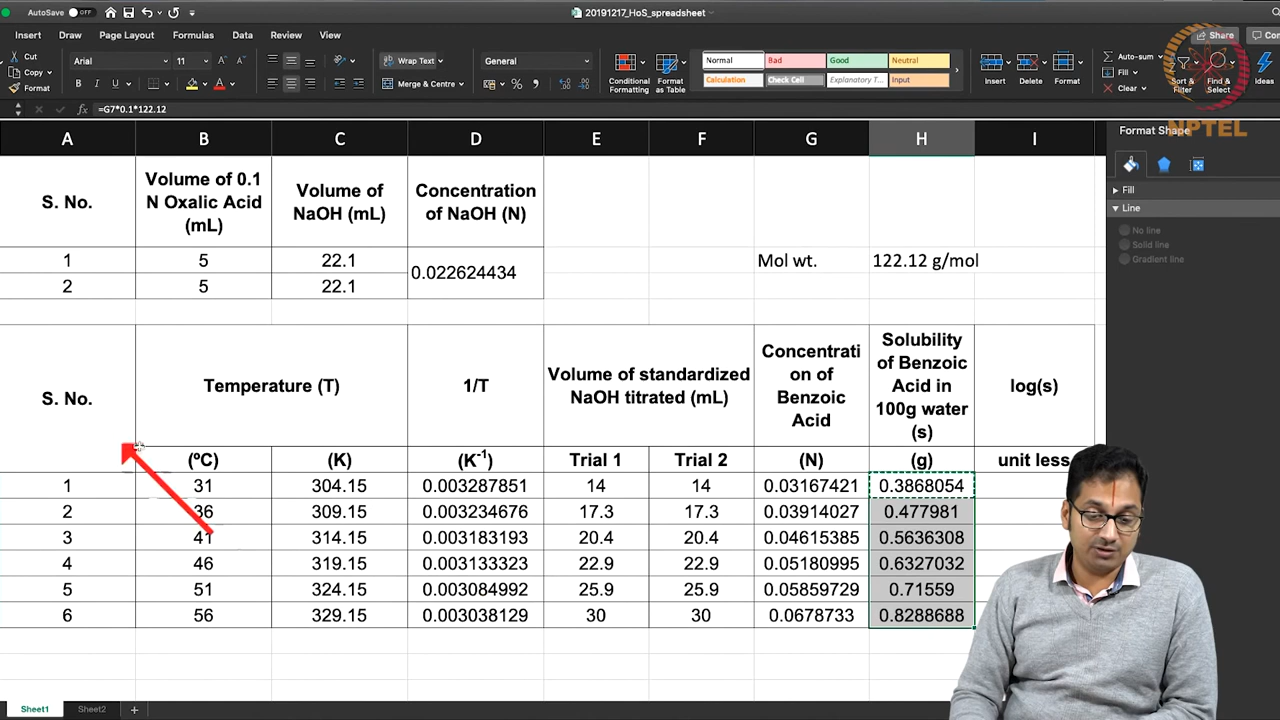 AutoSave OFF 20191217_HoS_spreadsheet
Insert Draw Page Layout Formulas Data Review View Share
Cut
Copy
Format
Arial 11
B I U
Wrap Text
Merge & Centre
General
Conditional Formatting
Format as Table
Normal Bad Good Neutral
Calculation Check Cell Explanatory T... Input
Insert Delete Format
Auto-sum
Fill
Clear
Sort & Filter
Find & Select
Ideas
NPTEL
fx =G7*0.1*122.12
Format Shape
Fill
Line
No line
Solid line
Gradient line
A B C D E F G H I
S. No. Volume of 0.1 N Oxalic Acid (mL) Volume of NaOH (mL) Concentration of NaOH (N)
1 5 22.1 0.022624434 Mol wt. 122.12 g/mol
2 5 22.1
S. No. Temperature (T) 1/T Volume of standardized NaOH titrated (mL) Concentration of Benzoic Acid Solubility of Benzoic Acid in 100g water (s) log(s)
(ºC) (K) (K-1) Trial 1 Trial 2 (N) (g) unit less
1 31 304.15 0.003287851 14 14 0.03167421 0.3868054
2 36 309.15 0.003234676 17.3 17.3 0.03914027 0.477981
3 41 314.15 0.003183193 20.4 20.4 0.04615385 0.5636308
4 46 319.15 0.003133323 22.9 22.9 0.05180995 0.6327032
5 51 324.15 0.003084992 25.9 25.9 0.05859729 0.71559
6 56 329.15 0.003038129 30 30 0.0678733 0.8288688
Sheet1 Sheet2 +